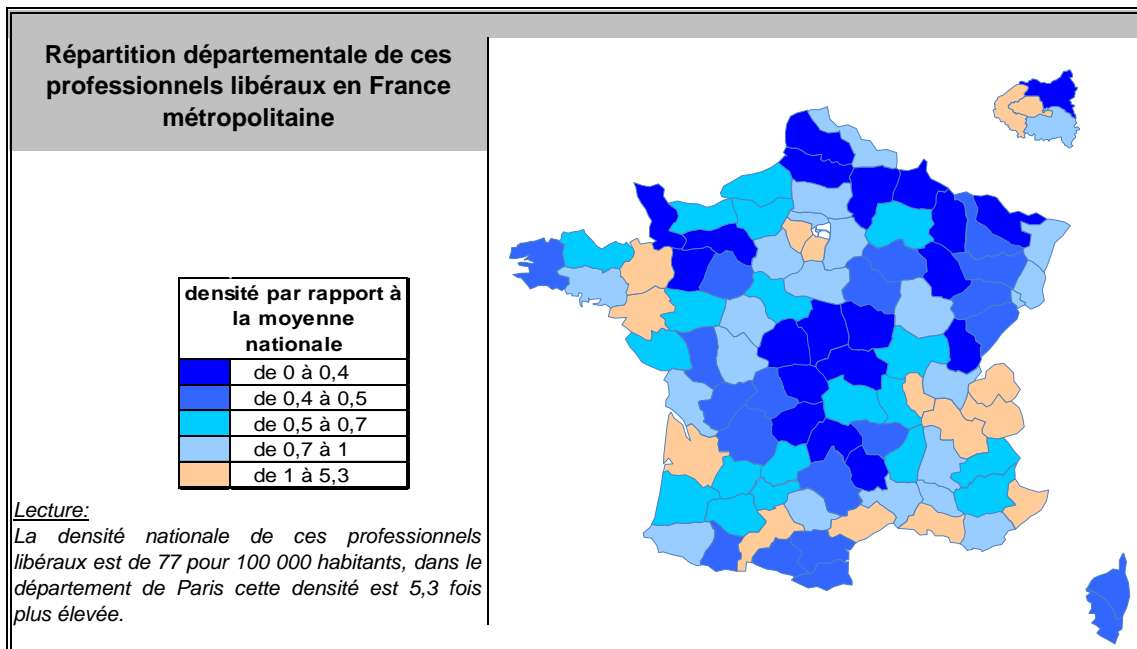 Répartition départementale de ces
professionnels libéraux en France
métropolitaine
densité par rapport à
la moyenne
nationale
de 0 à 0,4
de 0,4 à 0,5
de 0,5 à 0,7
de 0,7 à 1
de 1 à 5,3
Lecture:
La densité nationale de ces professionnels
libéraux est de 77 pour 100 000 habitants, dans le
département de Paris cette densité est 5,3 fois
plus élevée.